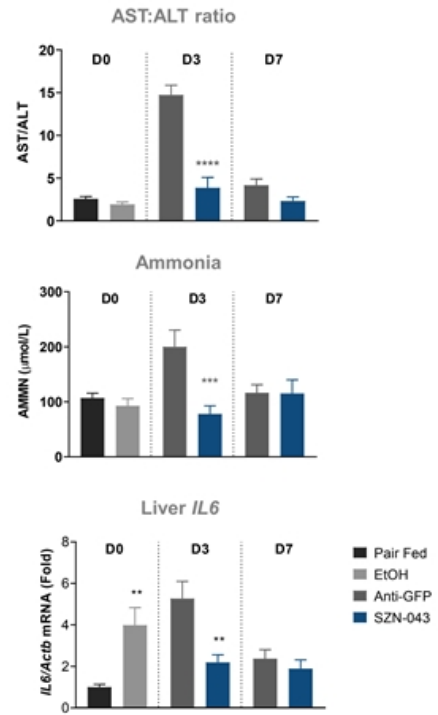 AST:ALT ratio
D0 D3 D7
20
15
10
5
0
AST/ALT
****
Ammonia
D0 D3 D7
300
200
100
0
AMMN (μmol/L)
***
Liver IL6
D0 D3 D7
8
6
4
2
0
IL6/Actb mRNA (Fold)
**
**
Pair Fed
EtOH
Anti-GFP
SZN-043